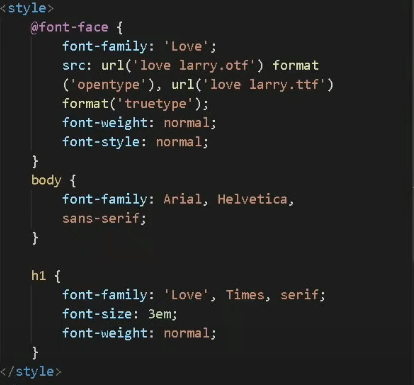 <style>
@font-face {
font-family: 'Love';
src: url('love larry.otf') format
('opentype'), url('love larry.ttf')
format('truetype');
font-weight: normal;
font-style: normal;
}
body {
font-family: Arial, Helvetica,
sans-serif;
}
h1 {
font-family: 'Love', Times, serif;
font-size: 3em;
font-weight: normal;
}
</style>